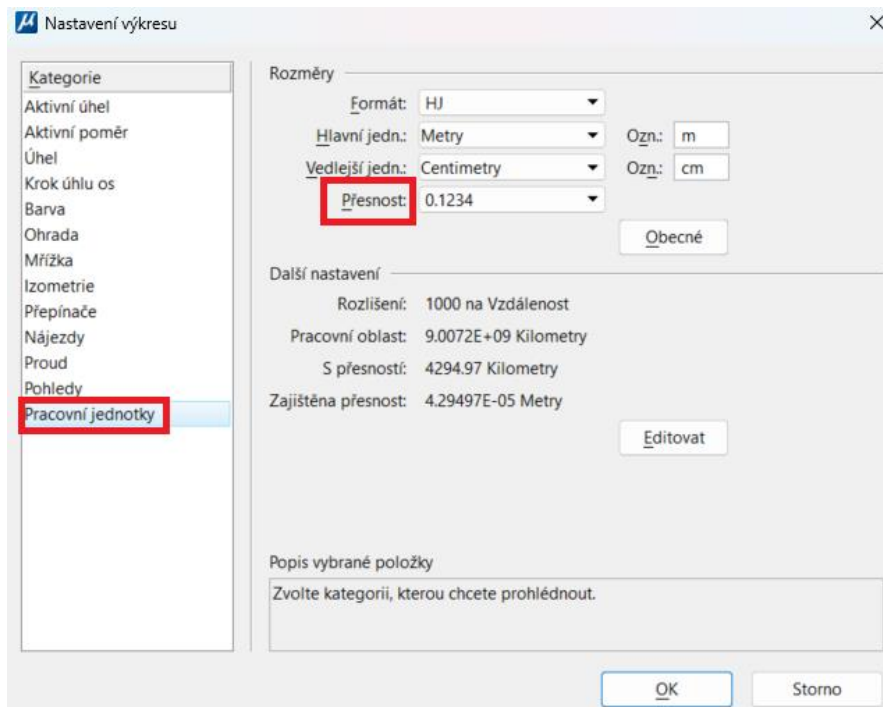 Nastavení výkresu
Kategorie
Aktivní úhel
Aktivní poměr
Úhel
Krok úhlu os
Barva
Ohrada
Mřížka
Izometrie
Přepínače
Nájezdy
Proud
Pohledy
Pracovní jednotky
Rozměry
Formát: HJ
Hlavní jedn.: Metry Ozn.: m
Vedlejší jedn.: Centimetry Ozn.: cm
Přesnost: 0.1234
Obecné
Další nastavení
Rozlišení: 1000 na Vzdálenost
Pracovní oblast: 9.0072E+09 Kilometry
S přesností: 4294.97 Kilometry
Zajištěna přesnost: 4.29497E-05 Metry
Editovat
Popis vybrané položky
Zvolte kategorii, kterou chcete prohlédnout.
OK Storno